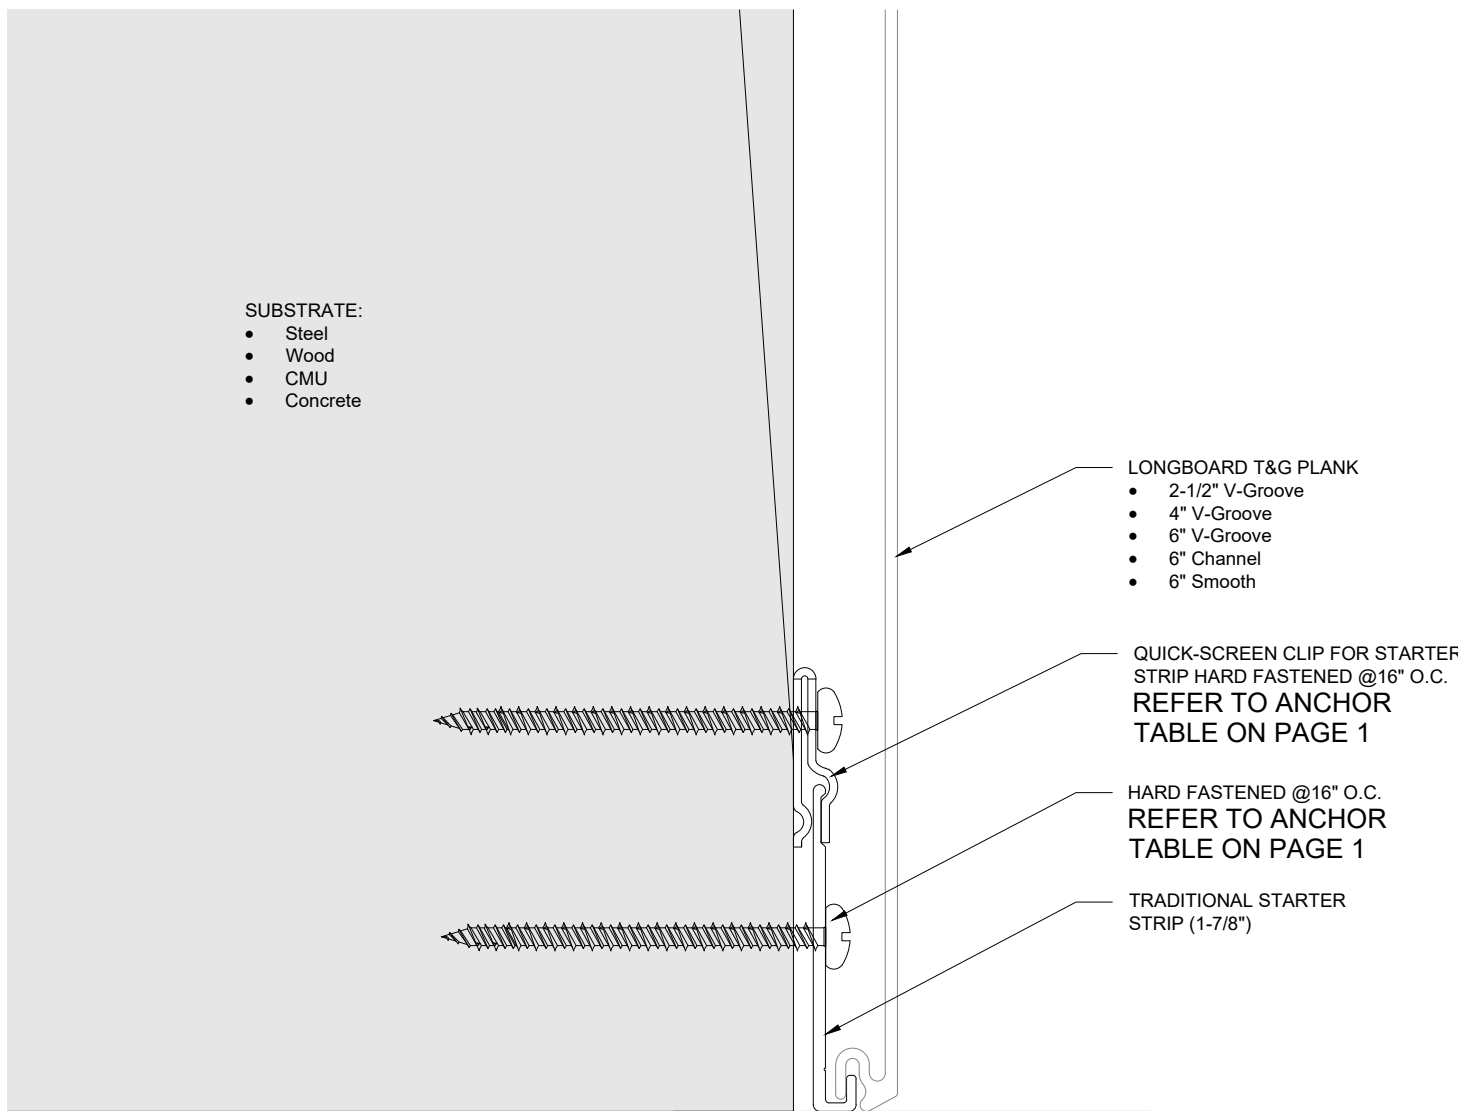 SUBSTRATE:
• Steel
• Wood
• CMU
• Concrete
LONGBOARD T&G PLANK
• 2-1/2" V-Groove
• 4" V-Groove
• 6" V-Groove
• 6" Channel
• 6" Smooth
QUICK-SCREEN CLIP FOR STARTER
STRIP HARD FASTENED @16" O.C.
REFER TO ANCHOR
TABLE ON PAGE 1
HARD FASTENED @16" O.C.
REFER TO ANCHOR
TABLE ON PAGE 1
TRADITIONAL STARTER
STRIP (1-7/8")